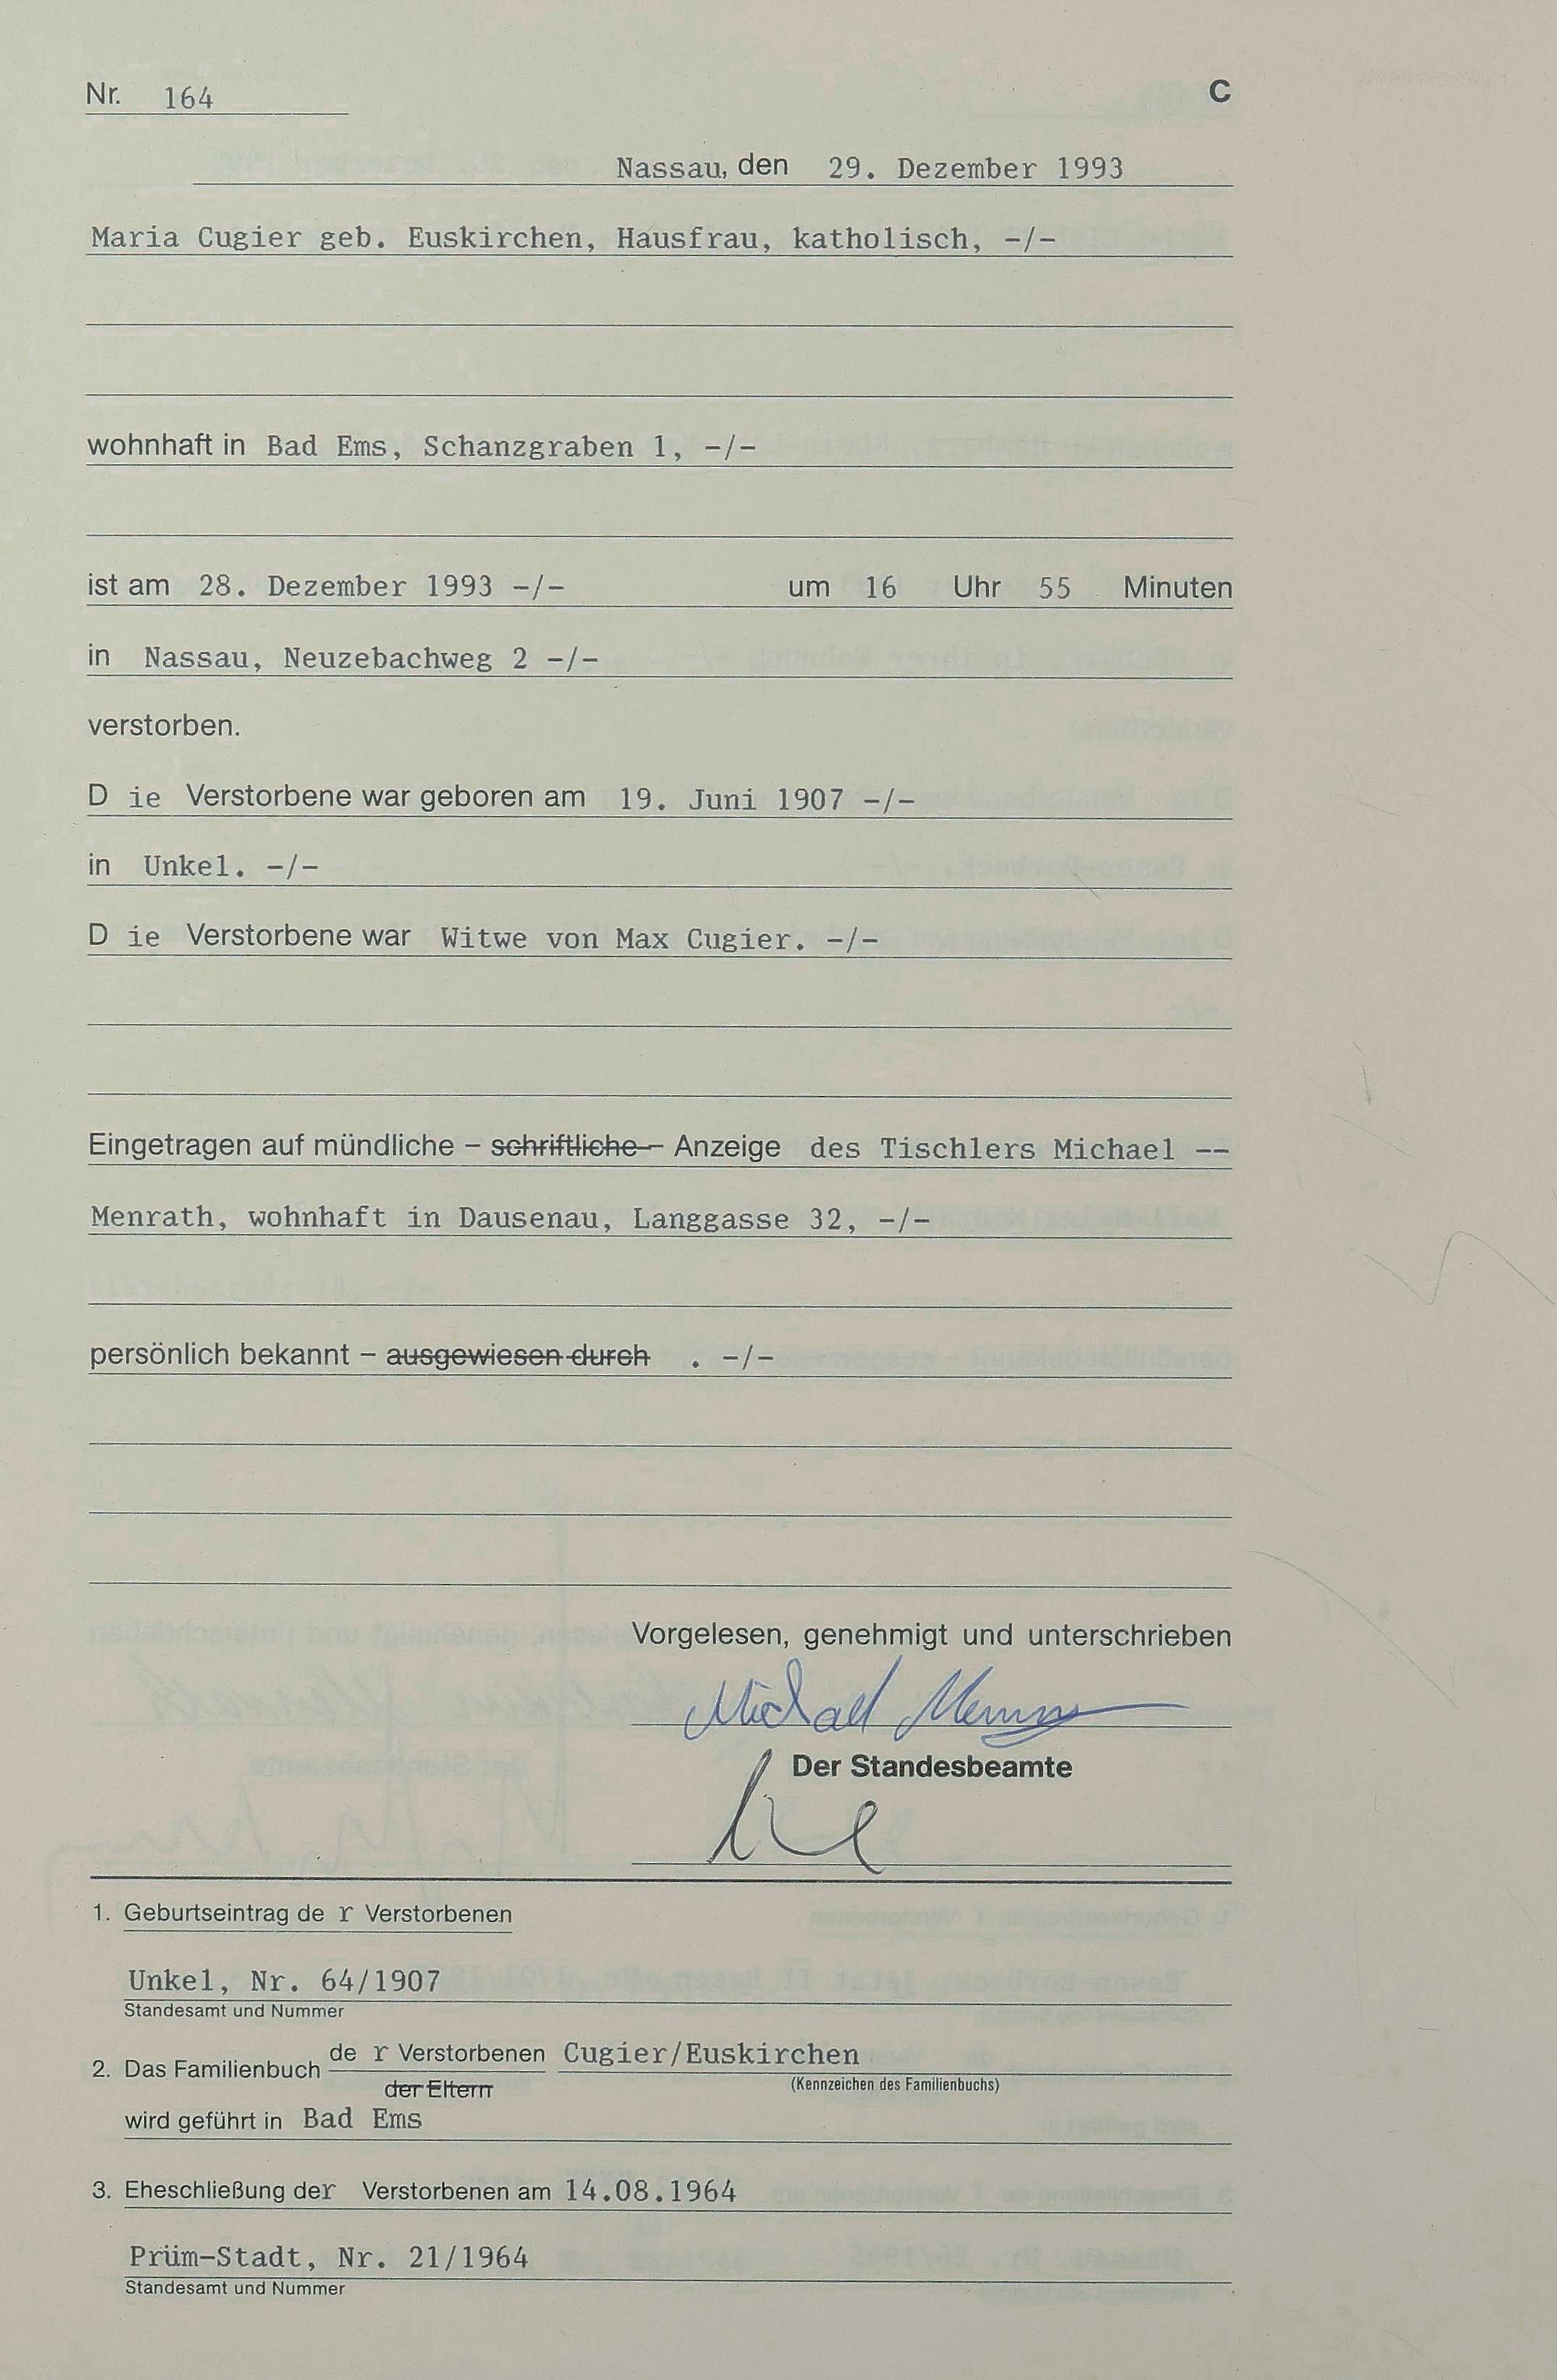 Nr. 164
C
Nassau, den 29. Dezember 1993
Maria Cugier geb. Euskirchen, Hausfrau, katholisch, -/-
wohnhaft in Bad Ems, Schanzgraben 1, -/-
ist am 28. Dezember 1993 -/- um 16 Uhr 55 Minuten
in Nassau, Neuzebachweg 2 -/-
verstorben.
D ie Verstorbene war geboren am 19. Juni 1907 -/-
in Unkel. -/-
D ie Verstorbene war Witwe von Max Cugier. -/-
Eingetragen auf mündliche – schriftliche – Anzeige des Tischlers Michael --
Menrath, wohnhaft in Dausenau, Langgasse 32, -/-
persönlich bekannt – ausgewiesen durch . -/-
Vorgelesen, genehmigt und unterschrieben
Michael
Der Standesbeamte
1. Geburtseintrag de r Verstorbenen
Unkel, Nr. 64/1907
Standesamt und Nummer
2. Das Familienbuch de r Verstorbenen Cugier/Euskirchen
der Eltern (Kennzeichen des Familienbuchs)
wird geführt in Bad Ems
3. Eheschließung der Verstorbenen am 14.08.1964
Prüm-Stadt, Nr. 21/1964
Standesamt und Nummer